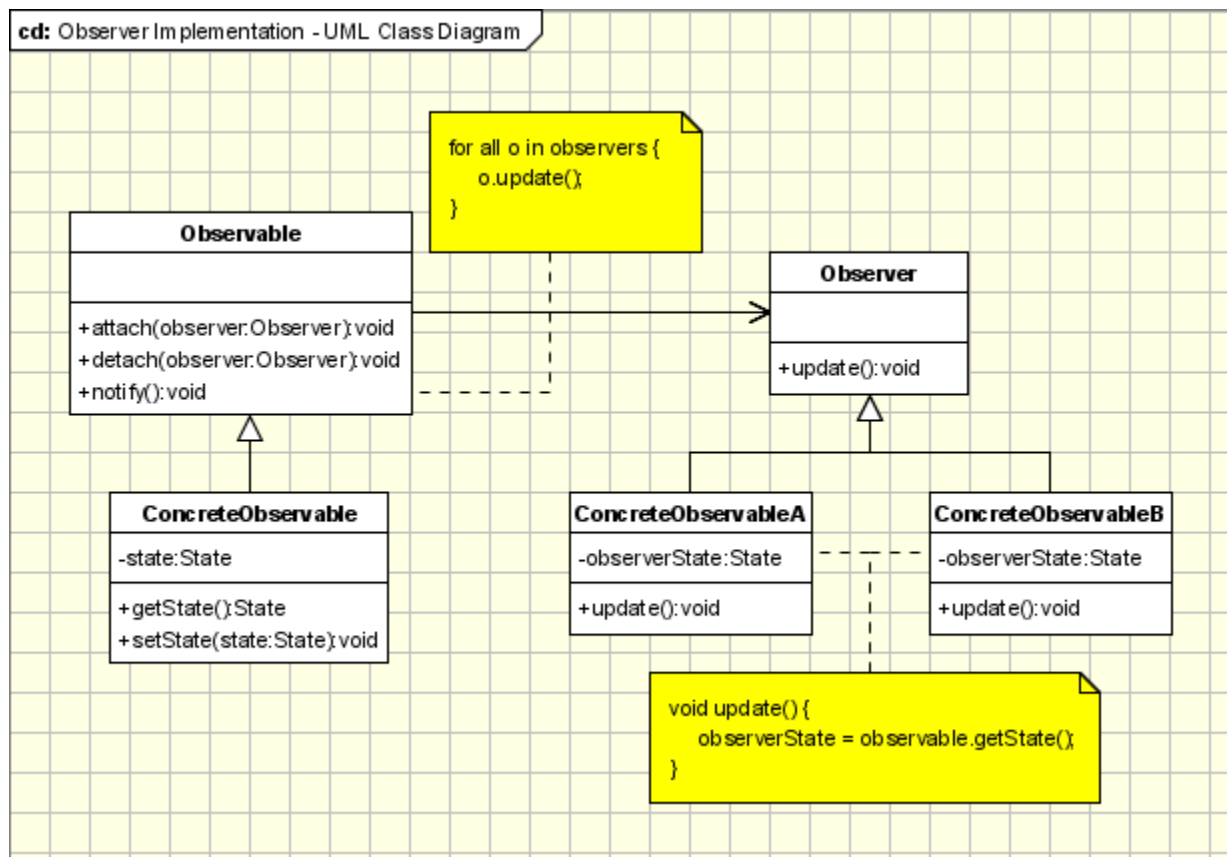 cd: Observer Implementation - UML Class Diagram
for all o in observers {
o.update();
}
Observable
+attach(observer:Observer):void
+detach(observer:Observer):void
+notify():void
Observer
+update():void
ConcreteObservable
-state:State
+getState():State
+setState(state:State):void
ConcreteObservableA
-observerState:State
+update():void
ConcreteObservableB
-observerState:State
+update():void
void update() {
observerState = observable.getState();
}